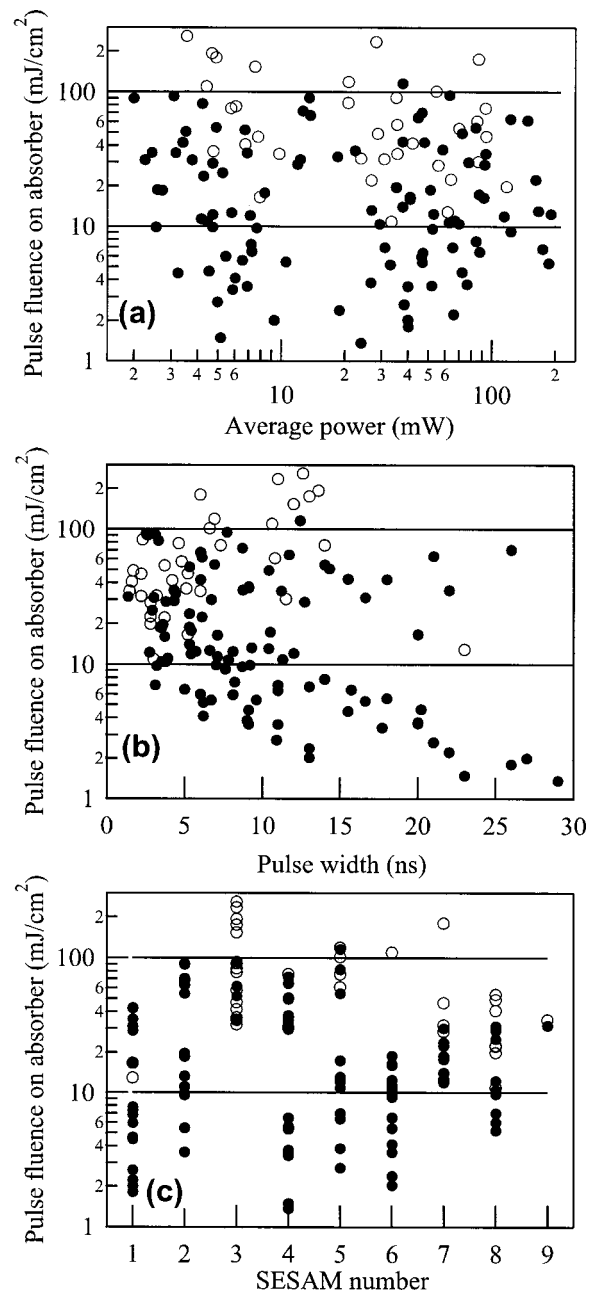 Pulse fluence on absorber (mJ/cm²)
2
100
6
4
2
10
6
4
2
1
(a)
2 3 4 5 6 2 3 4 5 6 2
10 100
Average power (mW)
Pulse fluence on absorber (mJ/cm²)
2
100
6
4
2
10
6
4
2
1
(b)
0 5 10 15 20 25 30
Pulse width (ns)
Pulse fluence on absorber (mJ/cm²)
2
100
6
4
2
10
6
4
2
1
(c)
1 2 3 4 5 6 7 8 9
SESAM number